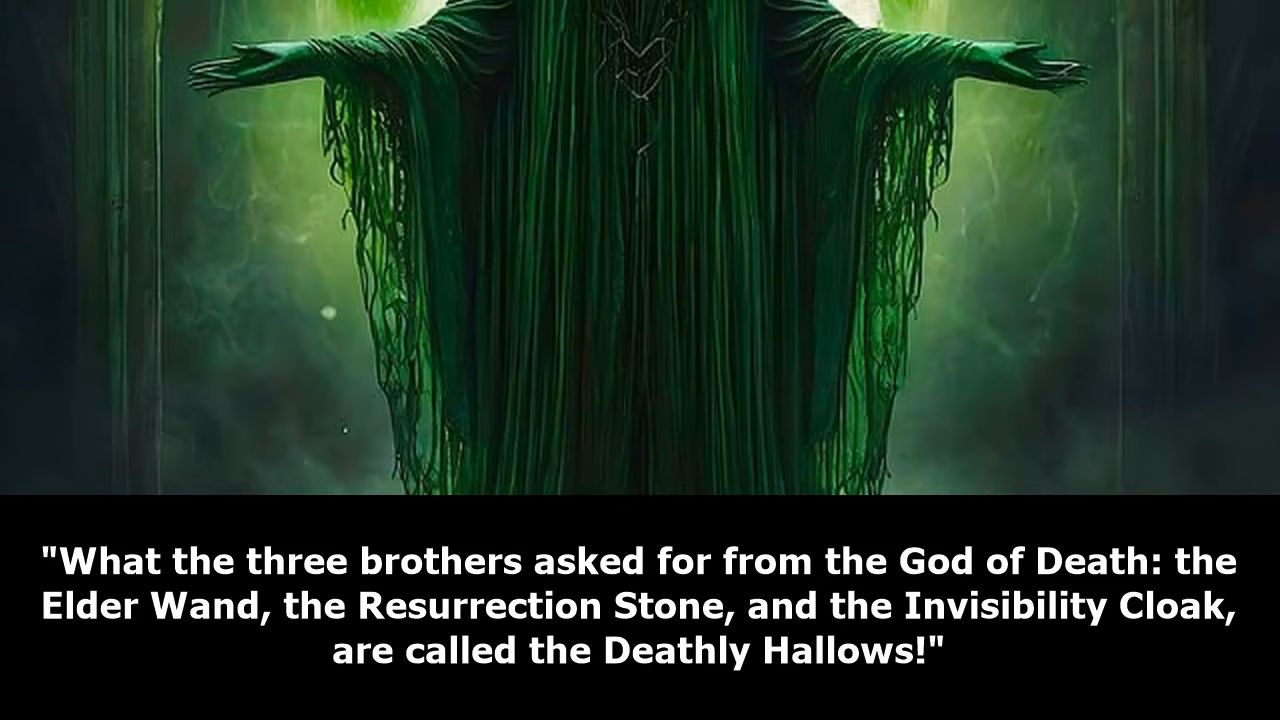 "What the three brothers asked for from the God of Death: the
Elder Wand, the Resurrection Stone, and the Invisibility Cloak,
are called the Deathly Hallows!"